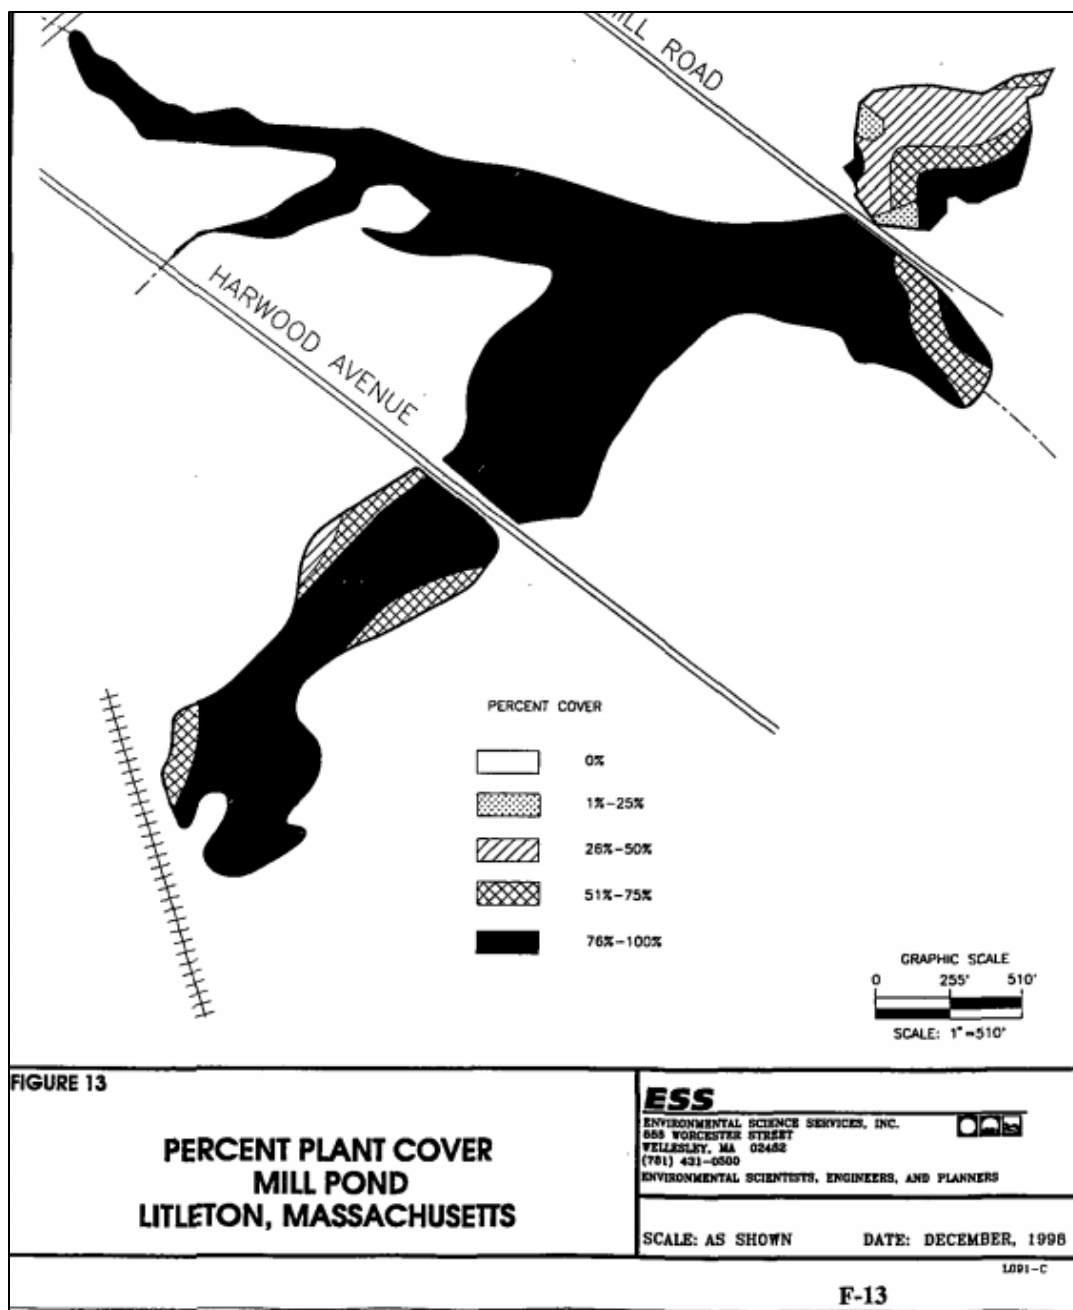 ILL ROAD
HARWOOD AVENUE
PERCENT COVER
0%
1%-25%
26%-50%
51%-75%
76%-100%
GRAPHIC SCALE
0 255' 510'
SCALE: 1"=510'
FIGURE 13
PERCENT PLANT COVER
MILL POND
LITLETON, MASSACHUSETTS
ESS
ENVIRONMENTAL SCIENCE SERVICES, INC.
888 WORCESTER STREET
WELLESLEY, MA 02482
(781) 431-0500
ENVIRONMENTAL SCIENTISTS, ENGINEERS, AND PLANNERS
SCALE: AS SHOWN DATE: DECEMBER, 1998
L091-C
F-13